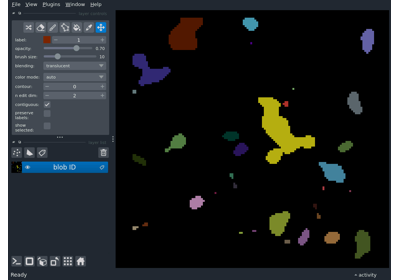 File View Plugins Window Help
label: 1
opacity: 0.70
brush size: 10
blending: translucent
color mode: auto
contour: 0
n edit dim: 2
contiguous: ✓
preserve
labels:
show
selected:
blob ID
Ready
activity